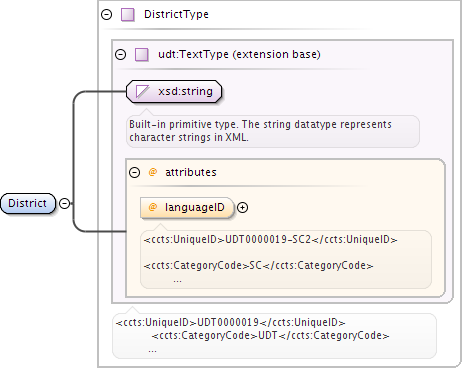 DistrictType
udt:TextType (extension base)
xsd:string
Built-in primitive type. The string datatype represents
character strings in XML.
@ attributes
District
@ languageID
<ccts:UniqueID>UDT0000019-SC2</ccts:UniqueID>
<ccts:CategoryCode>SC</ccts:CategoryCode>
...
<ccts:UniqueID>UDT0000019</ccts:UniqueID>
<ccts:CategoryCode>UDT</ccts:CategoryCode>
...